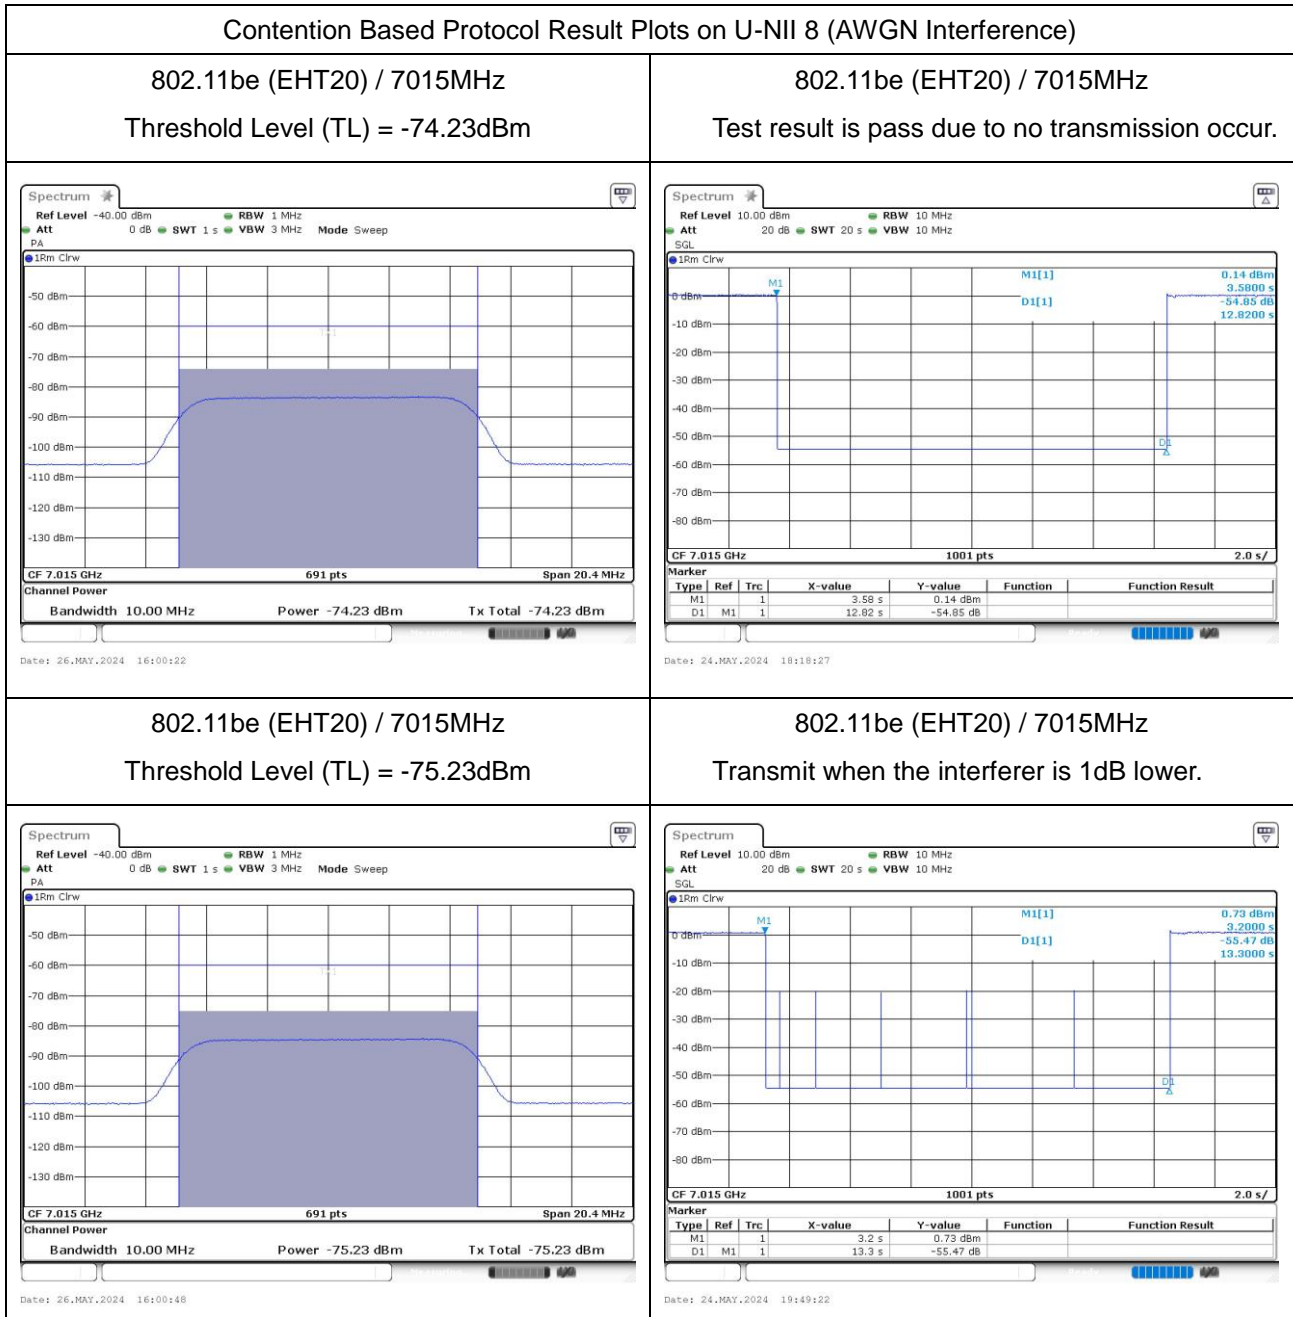 Contention Based Protocol Result Plots on U-NII 8 (AWGN Interference)
802.11be (EHT20) / 7015MHz
Threshold Level (TL) = -74.23dBm
802.11be (EHT20) / 7015MHz
Test result is pass due to no transmission occur.
Spectrum
Ref Level -40.00 dBm RBW 1 MHz
Att 0 dB SWT 1 s VBW 3 MHz Mode Sweep
PA
1Rm Clrw
-50 dBm
-60 dBm
-70 dBm
-80 dBm
-90 dBm
-100 dBm
-110 dBm
-120 dBm
-130 dBm
CF 7.015 GHz 691 pts Span 20.4 MHz
Channel Power
Bandwidth 10.00 MHz Power -74.23 dBm Tx Total -74.23 dBm
Date: 26.MAY.2024 16:00:22
Spectrum
Ref Level 10.00 dBm RBW 10 MHz
Att 20 dB SWT 20 s VBW 10 MHz
SGL
1Rm Clrw
M1[1] 0.14 dBm
3.5800 s
D1[1] -54.85 dB
12.8200 s
M1
0 dBm
-10 dBm
-20 dBm
-30 dBm
-40 dBm
-50 dBm
D1
-60 dBm
-70 dBm
-80 dBm
CF 7.015 GHz 1001 pts 2.0 s/
Marker
Type Ref Trc X-value Y-value Function Function Result
M1 1 3.58 s 0.14 dBm
D1 M1 1 12.82 s -54.85 dB
Date: 24.MAY.2024 18:18:27
802.11be (EHT20) / 7015MHz
Threshold Level (TL) = -75.23dBm
802.11be (EHT20) / 7015MHz
Transmit when the interferer is 1dB lower.
Spectrum
Ref Level -40.00 dBm RBW 1 MHz
Att 0 dB SWT 1 s VBW 3 MHz Mode Sweep
PA
1Rm Clrw
-50 dBm
-60 dBm
-70 dBm
-80 dBm
-90 dBm
-100 dBm
-110 dBm
-120 dBm
-130 dBm
CF 7.015 GHz 691 pts Span 20.4 MHz
Channel Power
Bandwidth 10.00 MHz Power -75.23 dBm Tx Total -75.23 dBm
Date: 26.MAY.2024 16:00:48
Spectrum
Ref Level 10.00 dBm RBW 10 MHz
Att 20 dB SWT 20 s VBW 10 MHz
SGL
1Rm Clrw
M1[1] 0.73 dBm
3.2000 s
D1[1] -55.47 dB
13.3000 s
M1
0 dBm
-10 dBm
-20 dBm
-30 dBm
-40 dBm
-50 dBm
D1
-60 dBm
-70 dBm
-80 dBm
CF 7.015 GHz 1001 pts 2.0 s/
Marker
Type Ref Trc X-value Y-value Function Function Result
M1 1 3.2 s 0.73 dBm
D1 M1 1 13.3 s -55.47 dB
Date: 24.MAY.2024 19:49:22